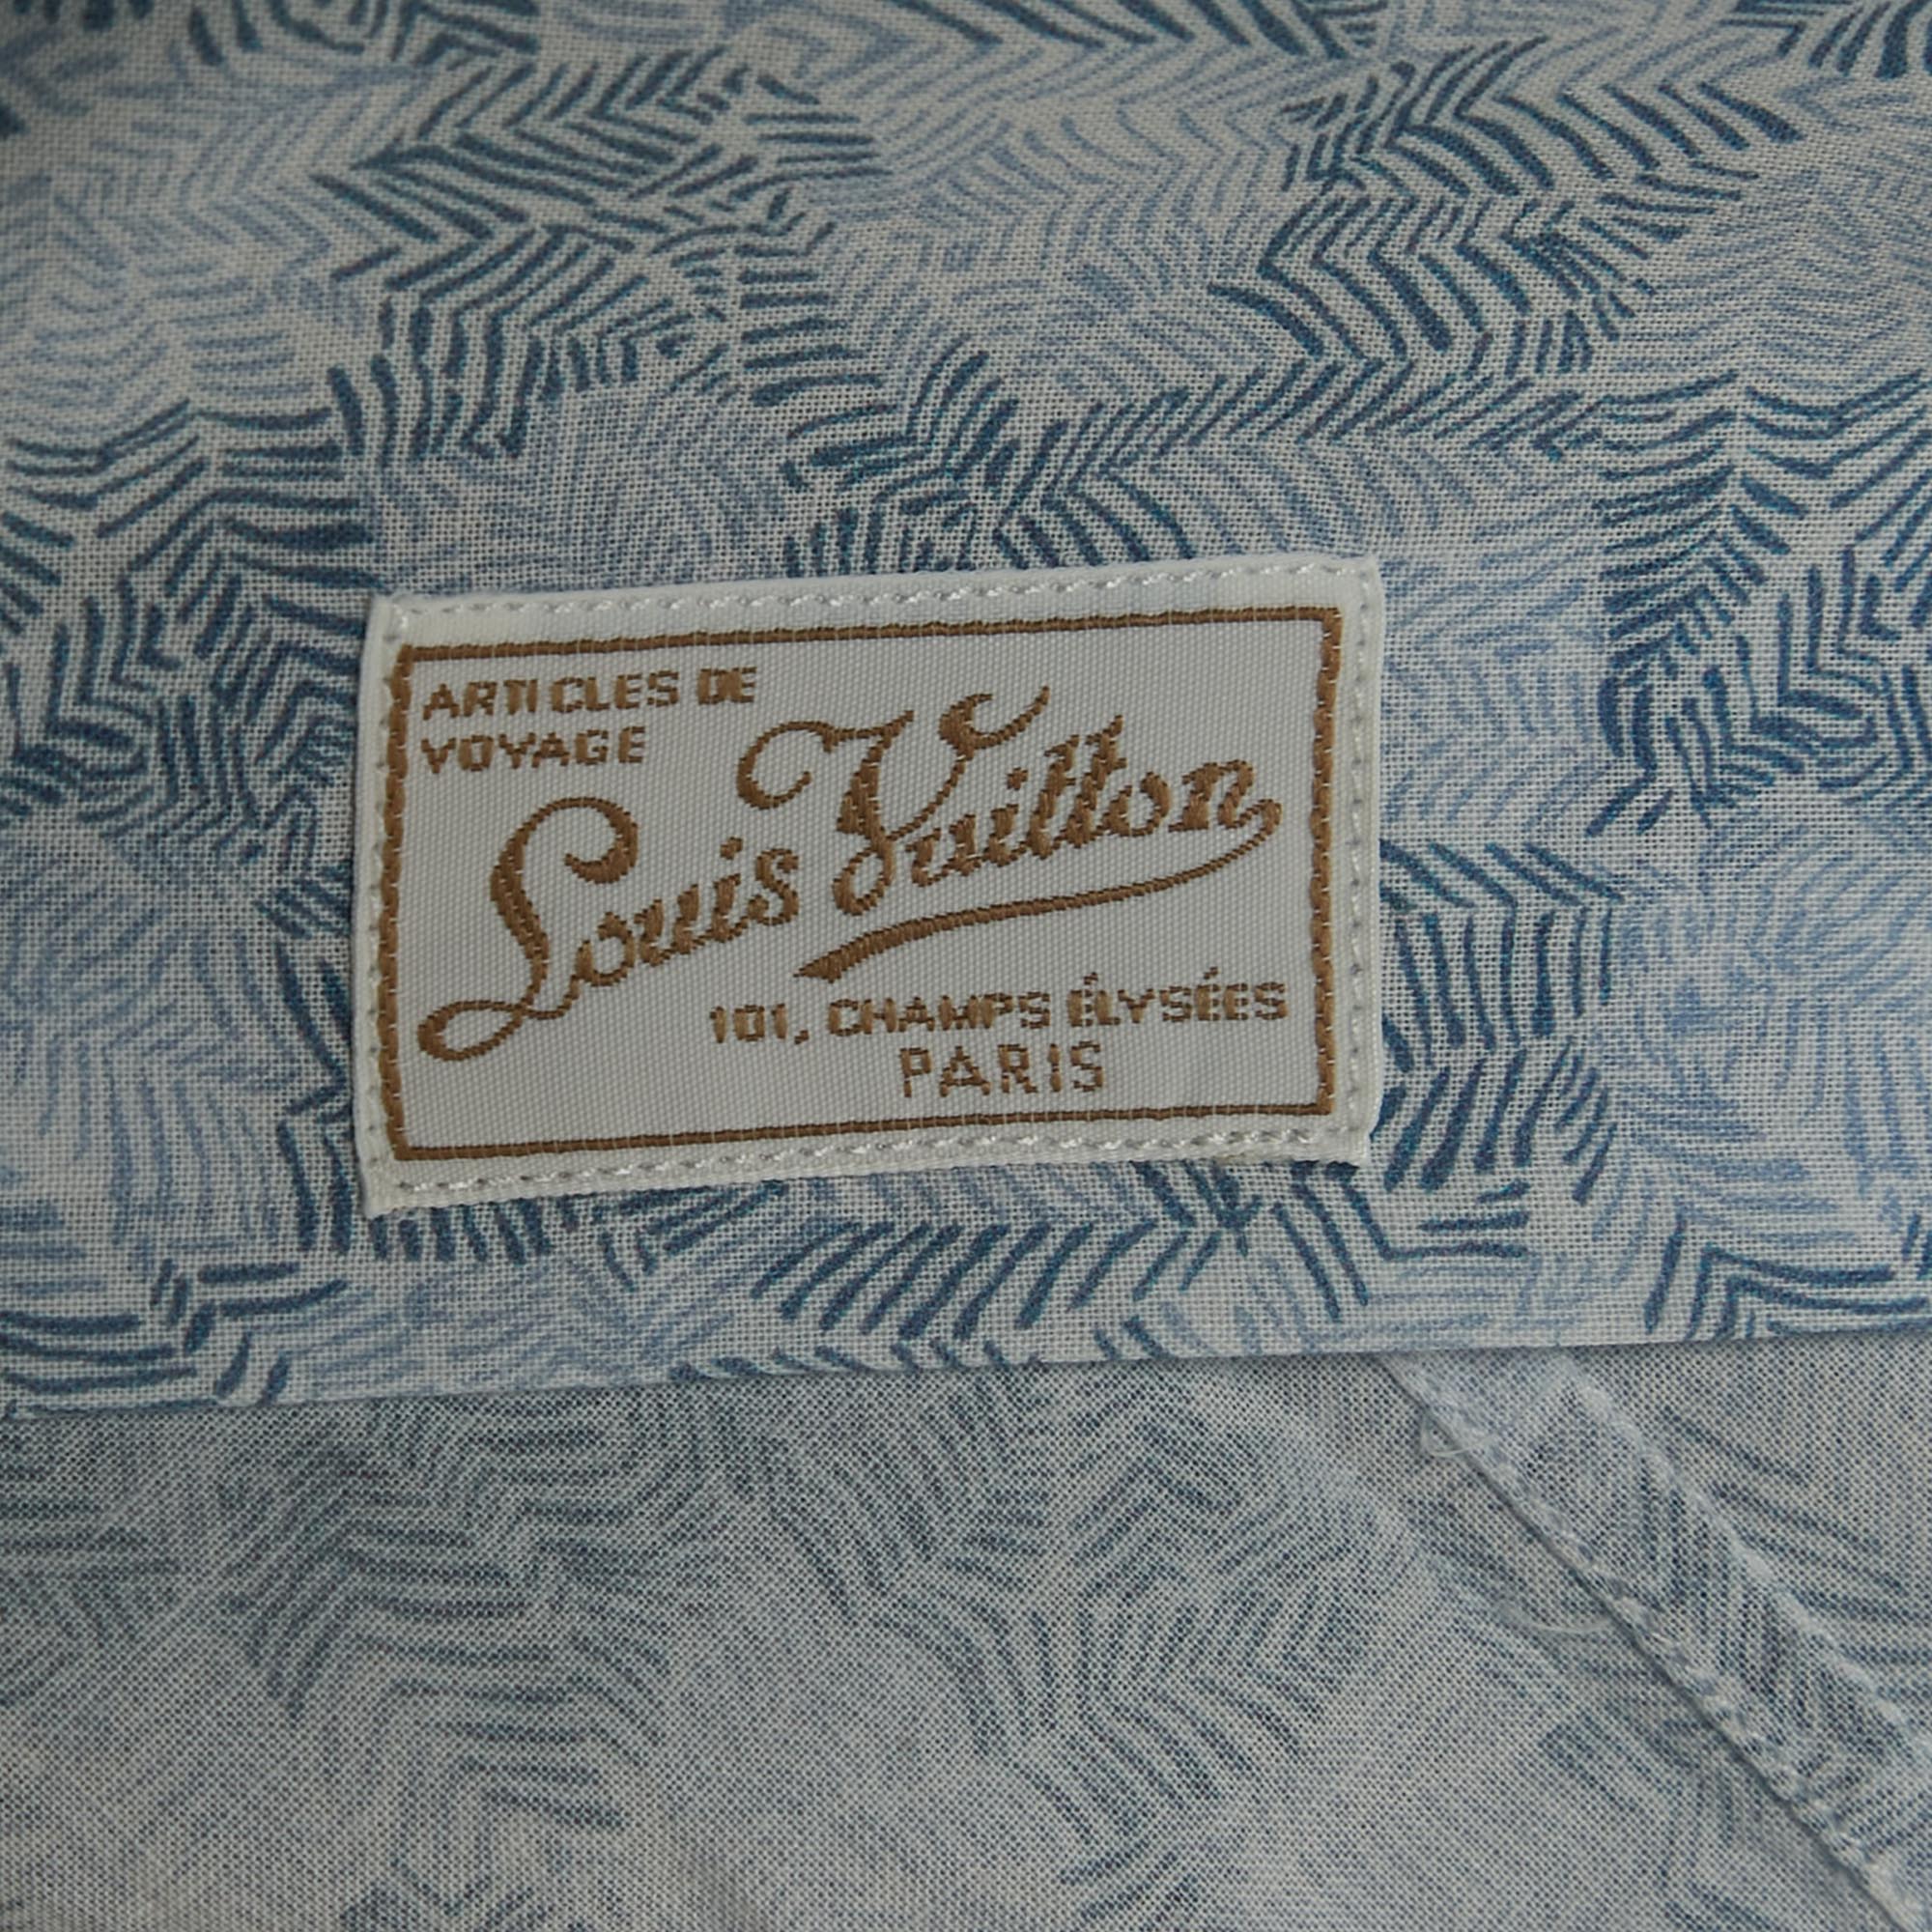 ARTICLES DE
VOYAGE
Louis Vuitton
101, CHAMPS ÉLYSÉES
PARIS